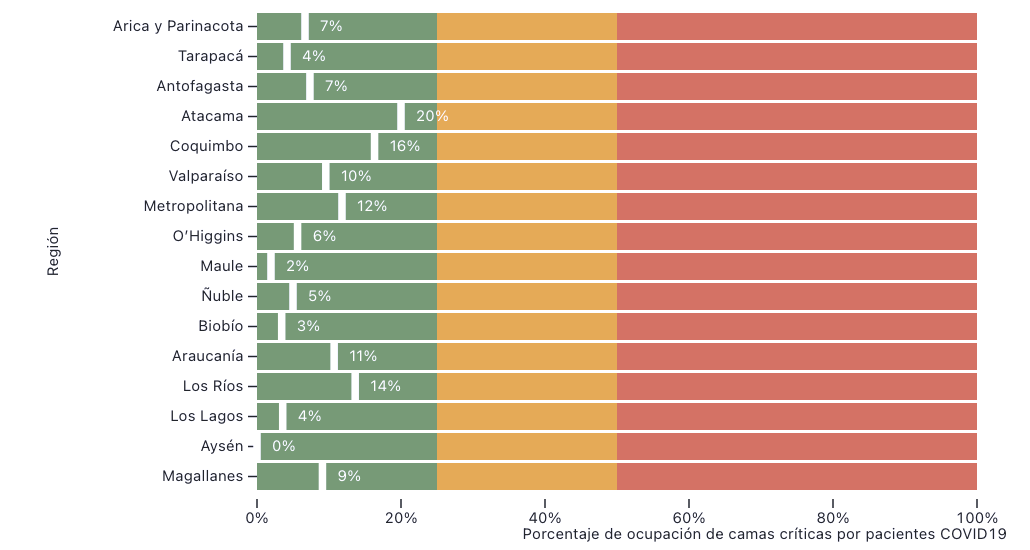 Arica y Parinacota 7%
Tarapacá 4%
Antofagasta 7%
Atacama 20%
Coquimbo 16%
Valparaíso 10%
Metropolitana 12%
O’Higgins 6%
Maule 2%
Ñuble 5%
Biobío 3%
Araucanía 11%
Los Ríos 14%
Los Lagos 4%
Aysén 0%
Magallanes 9%
Región
0% 20% 40% 60% 80% 100%
Porcentaje de ocupación de camas críticas por pacientes COVID19